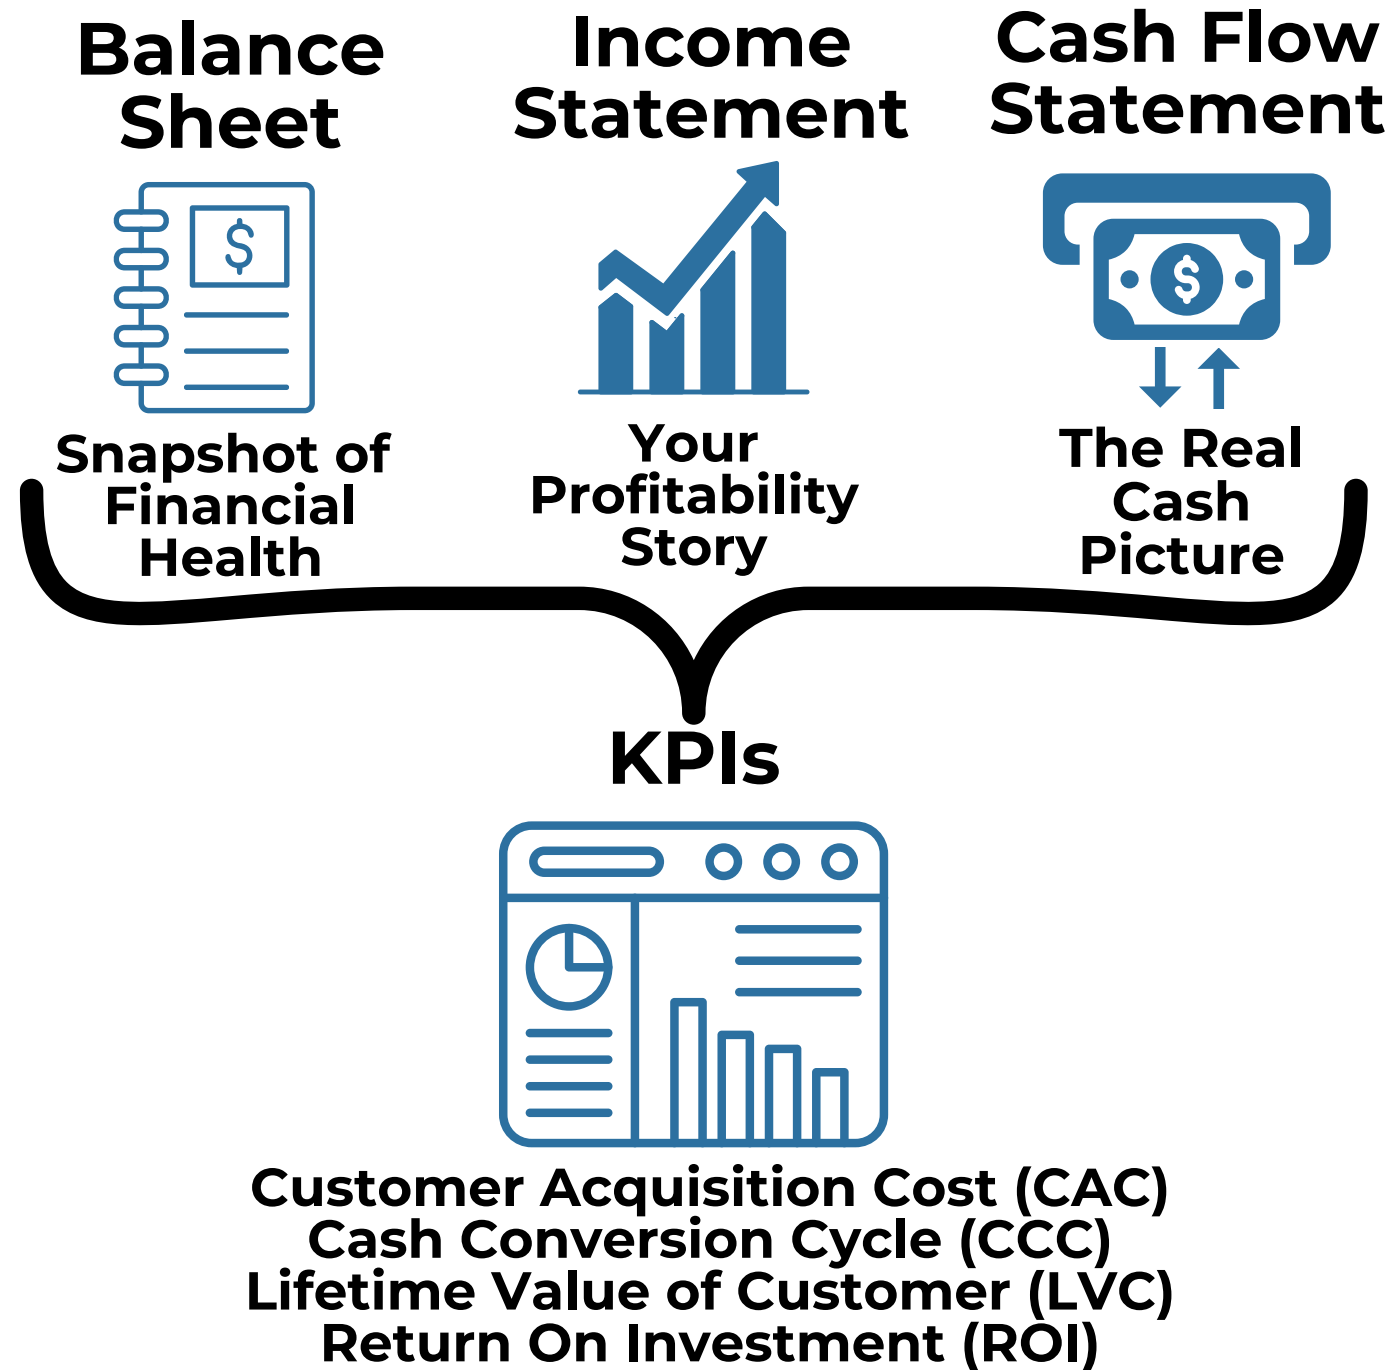 Balance
Sheet
Income
Statement
Cash Flow
Statement
$
$
Snapshot of
Financial
Health
Your
Profitability
Story
The Real
Cash
Picture
KPIs
Customer Acquisition Cost (CAC)
Cash Conversion Cycle (CCC)
Lifetime Value of Customer (LVC)
Return On Investment (ROI)